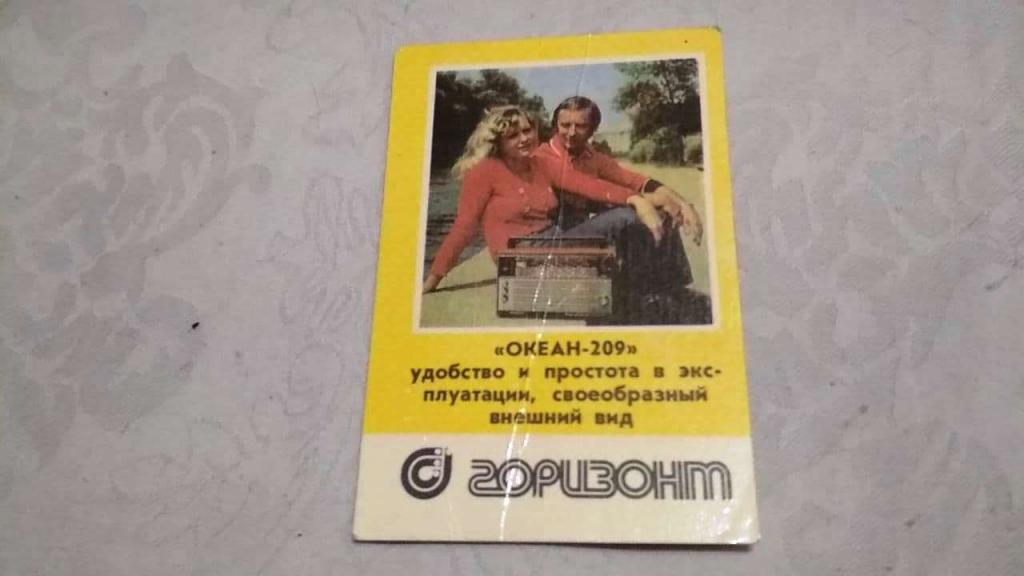 «ОКЕАН-209»
удобство и простота в экс-
плуатации, своеобразный
внешний вид
горизонт